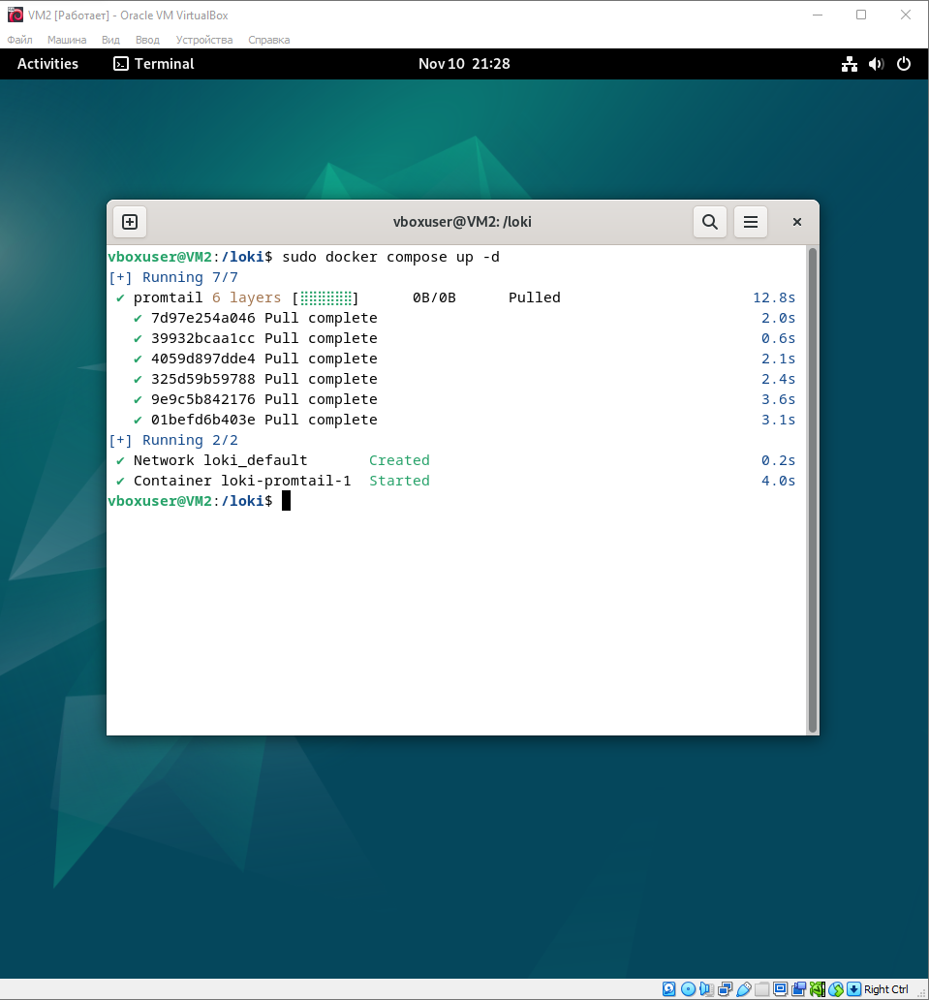 VM2 [Работает] - Oracle VM VirtualBox
Файл Машина Вид Ввод Устройства Справка
Activities Terminal Nov 10 21:28
vboxuser@VM2: /loki
vboxuser@VM2:/loki$ sudo docker compose up -d
[+] Running 7/7
✔ promtail 6 layers [⣿⣿⣿⣿⣿⣿] 0B/0B Pulled 12.8s
✔ 7d97e254a046 Pull complete 2.0s
✔ 39932bcaa1cc Pull complete 0.6s
✔ 4059d897dde4 Pull complete 2.1s
✔ 325d59b59788 Pull complete 2.4s
✔ 9e9c5b842176 Pull complete 3.6s
✔ 01befd6b403e Pull complete 3.1s
[+] Running 2/2
✔ Network loki_default Created 0.2s
✔ Container loki-promtail-1 Started 4.0s
vboxuser@VM2:/loki$
Right Ctrl